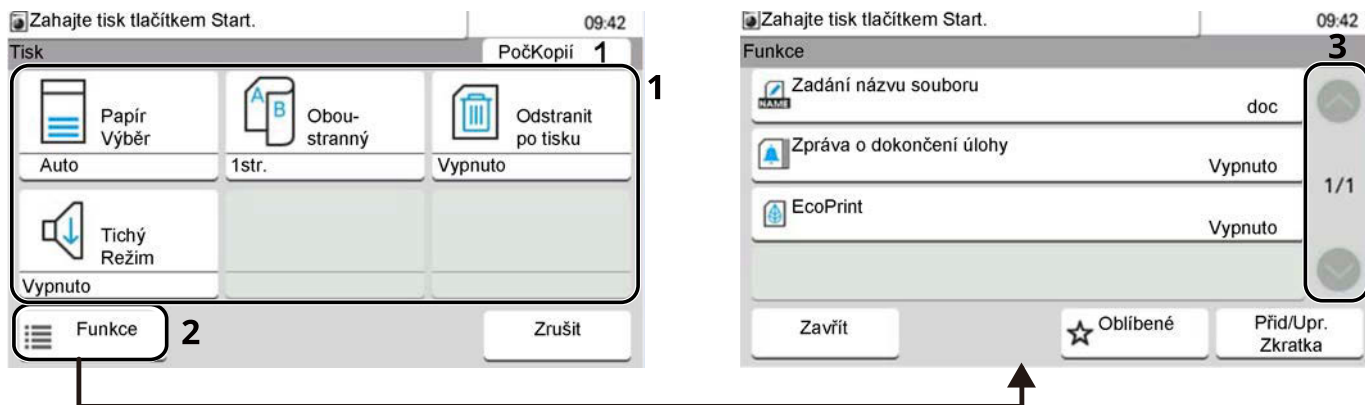 Zahajte tisk tlačítkem Start.
09:42
Tisk
PočKopií 1
1
Papír
Výběr
Auto
A
B
Obou-
stranný
1str.
Odstranit
po tisku
Vypnuto
Tichý
Režim
Vypnuto
Funkce
2
Zrušit
Zahajte tisk tlačítkem Start.
09:42
Funkce
3
NAME
Zadání názvu souboru
doc
Zpráva o dokončení úlohy
Vypnuto
1/1
EcoPrint
Vypnuto
Zavřít
Oblíbené
Přid/Upr.
Zkratka